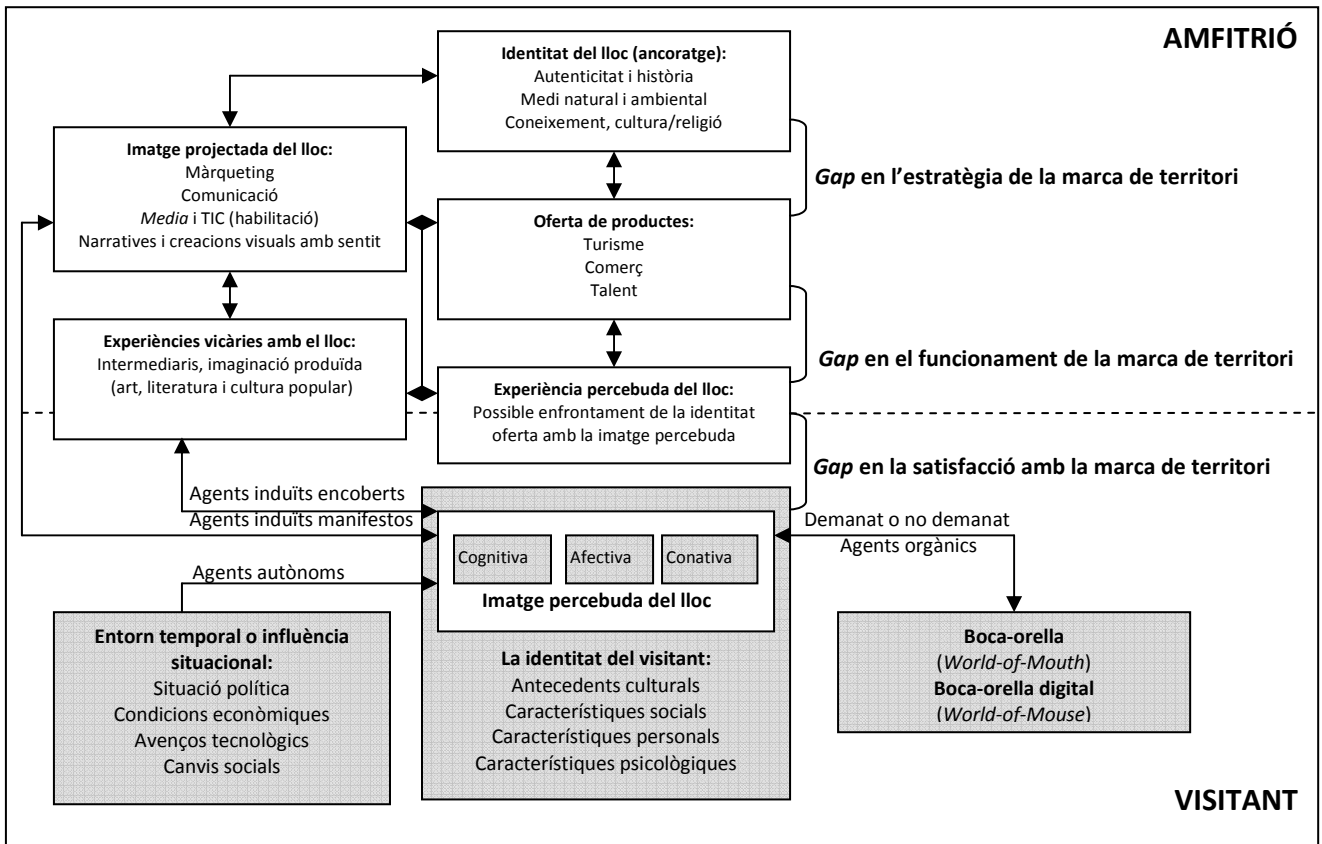 AMFITRIÓ
Identitat del lloc (ancoratge):
Autenticitat i història
Medi natural i ambiental
Coneixement, cultura/religió
Imatge projectada del lloc:
Màrqueting
Comunicació
Media i TIC (habilitació)
Narratives i creacions visuals amb sentit
Gap en l'estratègia de la marca de territori
Oferta de productes:
Turisme
Comerç
Talent
Experiències vicàries amb el lloc:
Intermediaris, imaginació produïda
(art, literatura i cultura popular)
Gap en el funcionament de la marca de territori
Experiència percebuda del lloc:
Possible enfrontament de la identitat
oferta amb la imatge percebuda
Gap en la satisfacció amb la marca de territori
Agents induïts encoberts
Agents induïts manifestos
Demanat o no demanat
Agents orgànics
Cognitiva
Afectiva
Conativa
Imatge percebuda del lloc
Agents autònoms
Entorn temporal o influència
situacional:
Situació política
Condicions econòmiques
Avenços tecnològics
Canvis socials
La identitat del visitant:
Antecedents culturals
Característiques socials
Característiques personals
Característiques psicològiques
Boca-orella
(World-of-Mouth)
Boca-orella digital
(World-of-Mouse)
VISITANT